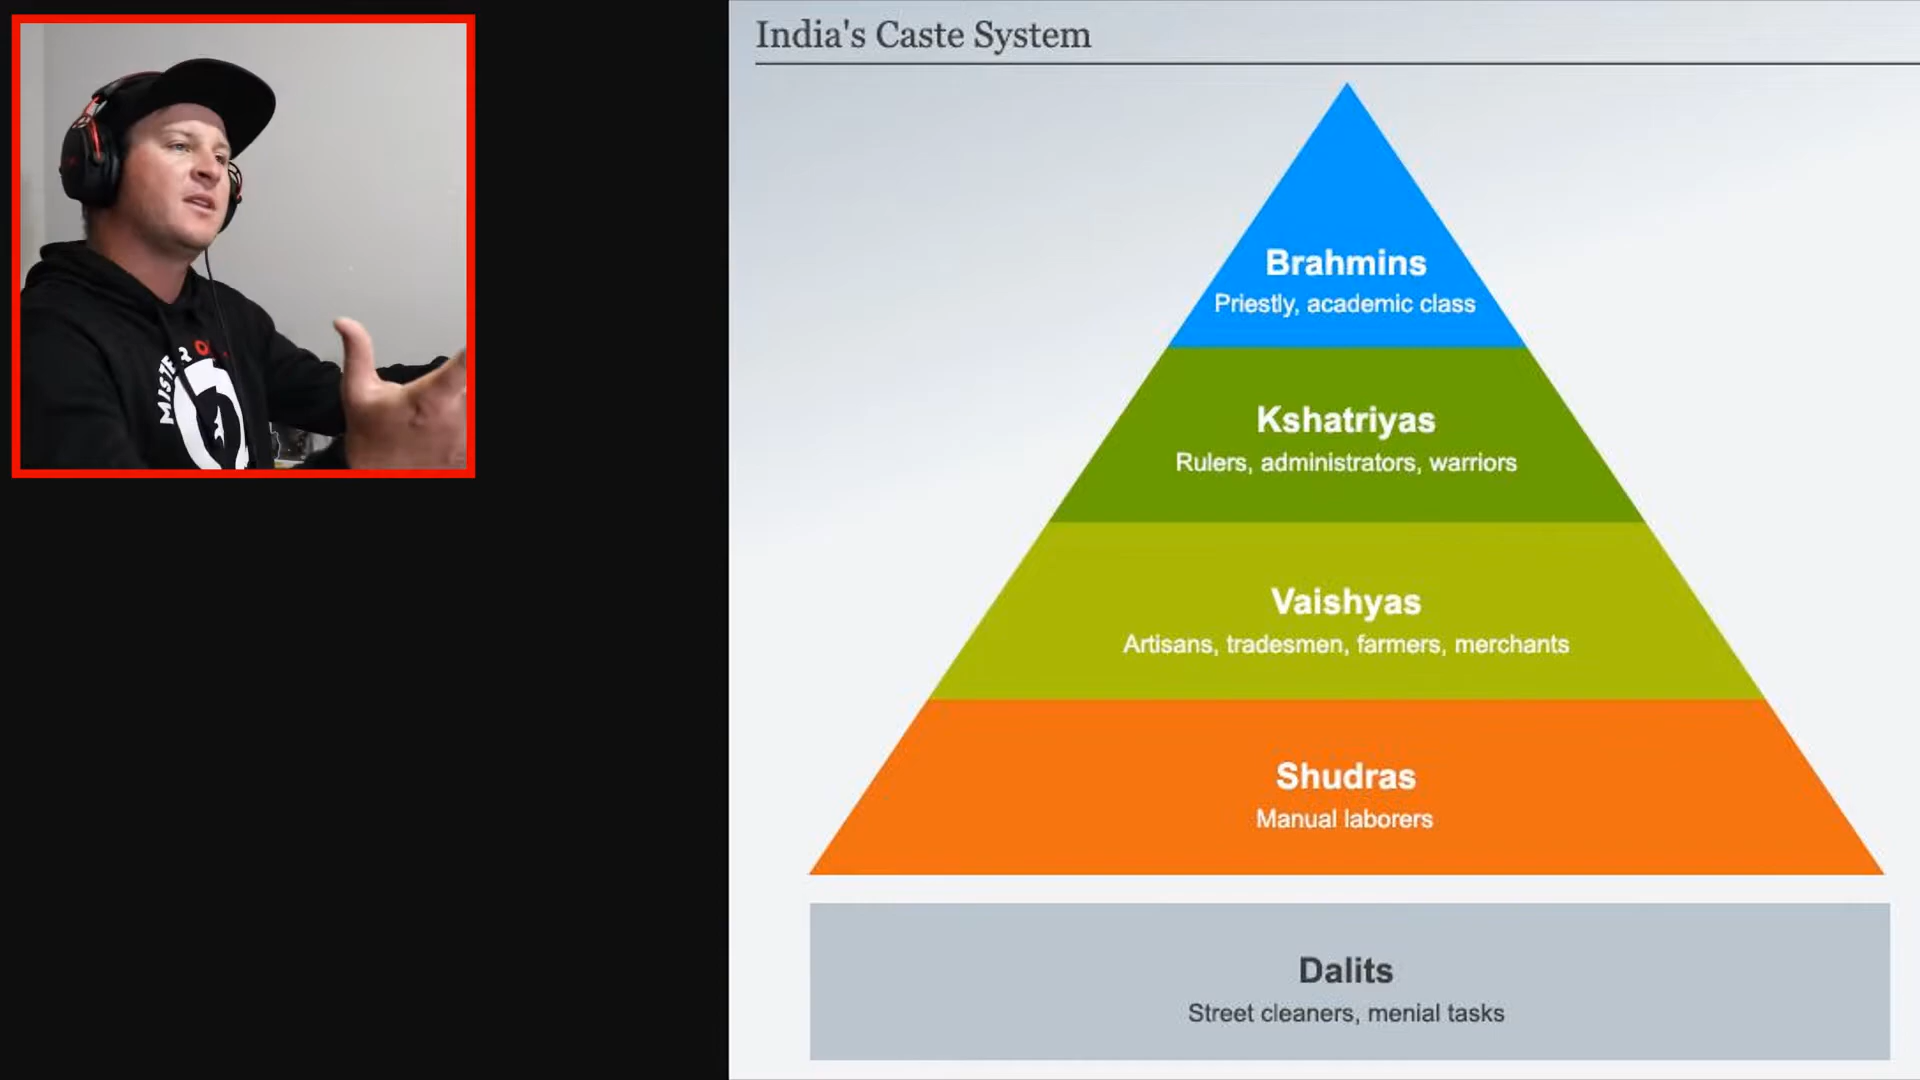 India's Caste System
Brahmins
Priestly, academic class
Kshatriyas
Rulers, administrators, warriors
Vaishyas
Artisans, tradesmen, farmers, merchants
Shudras
Manual laborers
Dalits
Street cleaners, menial tasks